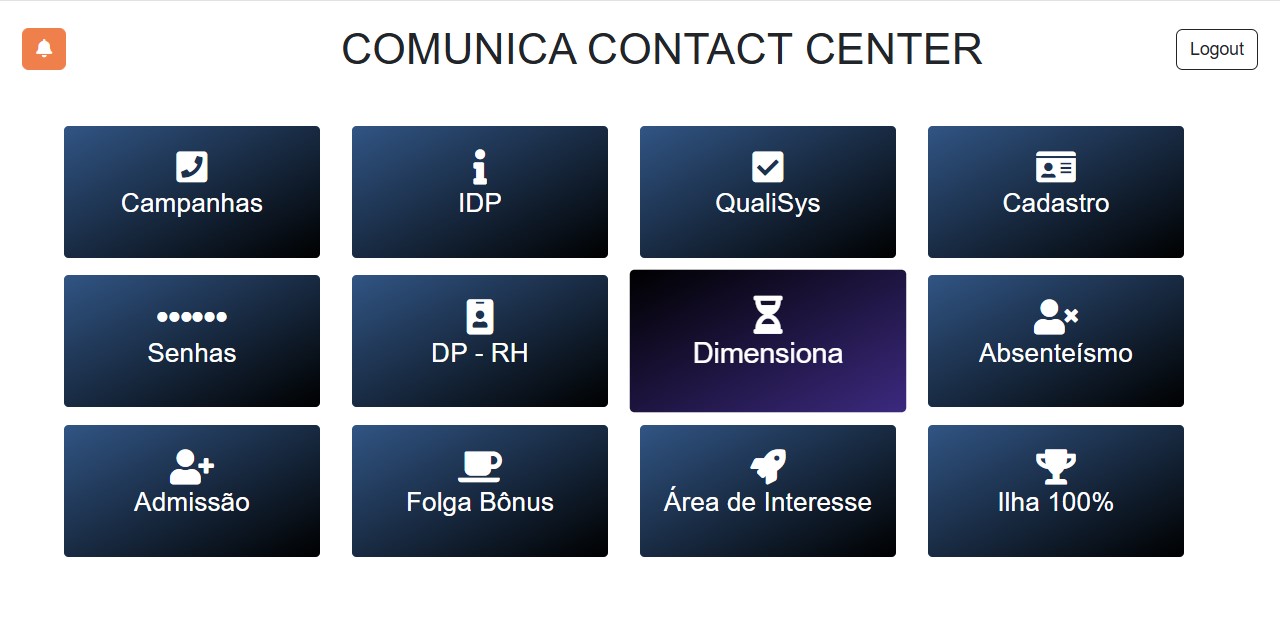 COMUNICA CONTACT CENTER
Logout
Campanhas
IDP
QualiSys
Cadastro
Senhas
DP - RH
Dimensiona
Absenteísmo
Admissão
Folga Bônus
Área de Interesse
Ilha 100%